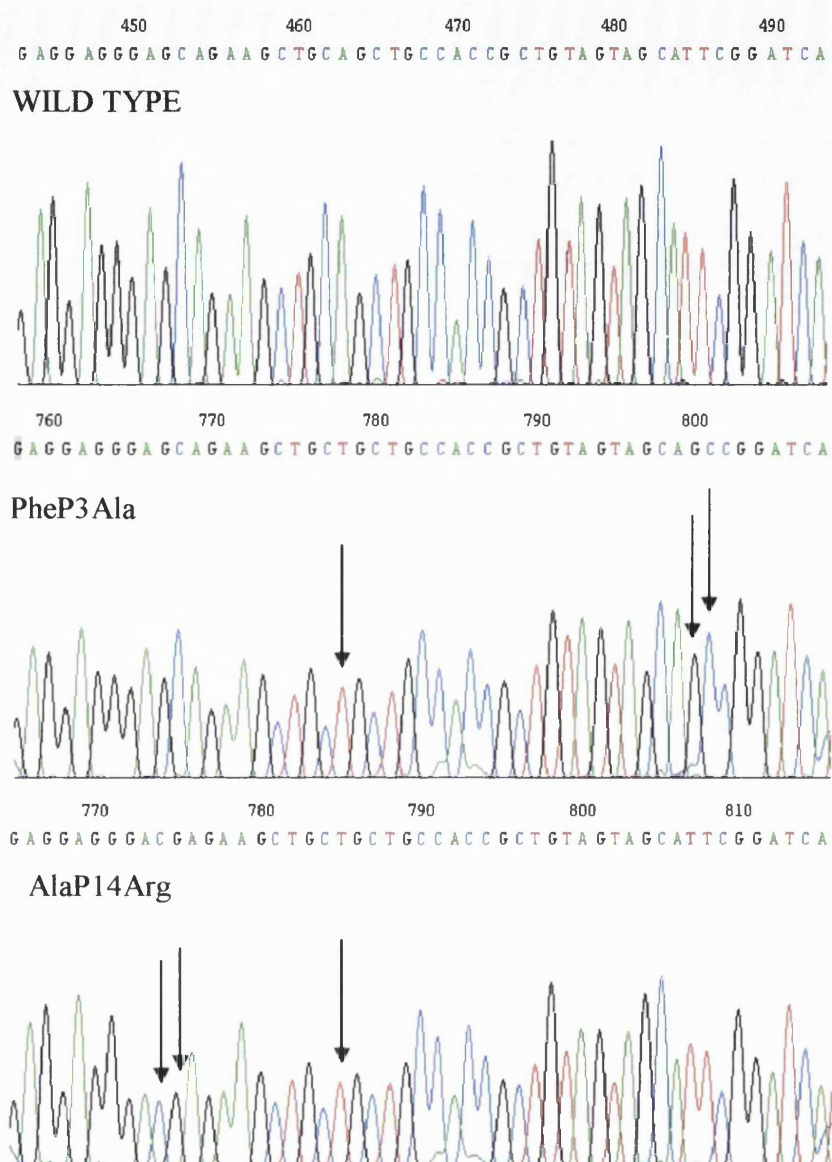 450 460 470 480 490
G A G G A G G G A G C A G A A G C T G C A G C T G C C A C C G C T G T A G T A G C A T T C G G A T C A
WILD TYPE
760 770 780 790 800
G A G G A G G G A G C A G A A G C T G C T G C T G C C A C C G C T G T A G T A G C A G C C G G A T C A
PheP3Ala
770 780 790 800 810
G A G G A G G G A C G A G A A G C T G C T G C T G C C A C C G C T G T A G T A G C A T T C G G A T C A
AlaP14Arg